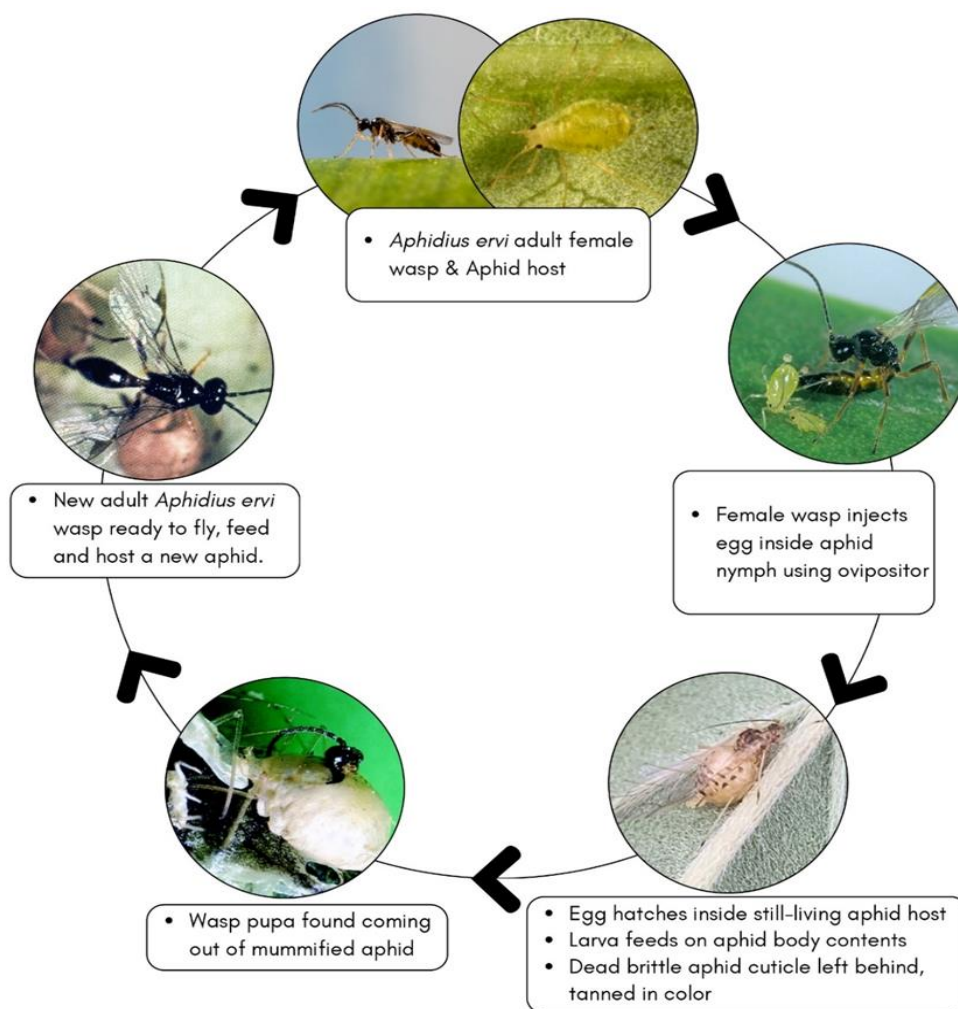 • Aphidius ervi adult female
wasp & Aphid host
• Female wasp injects
egg inside aphid
nymph using ovipositor
• Egg hatches inside still-living aphid host
• Larva feeds on aphid body contents
• Dead brittle aphid cuticle left behind,
tanned in color
• Wasp pupa found coming
out of mummified aphid
• New adult Aphidius ervi
wasp ready to fly, feed
and host a new aphid.